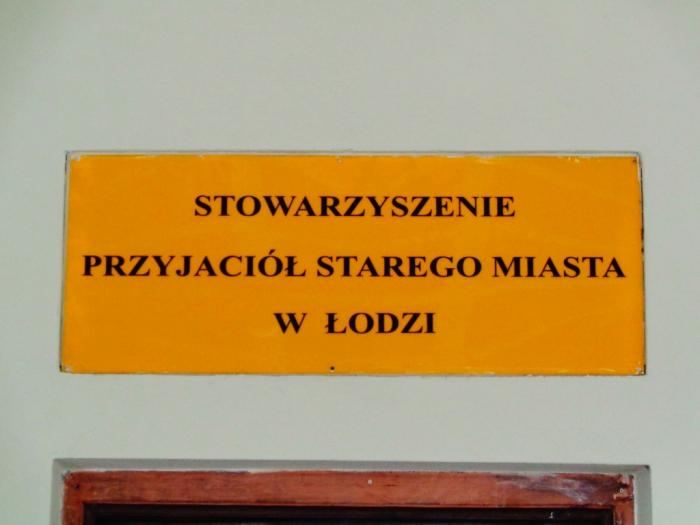 STOWARZYSZENIE
PRZYJACIÓŁ STAREGO MIASTA
W ŁODZI